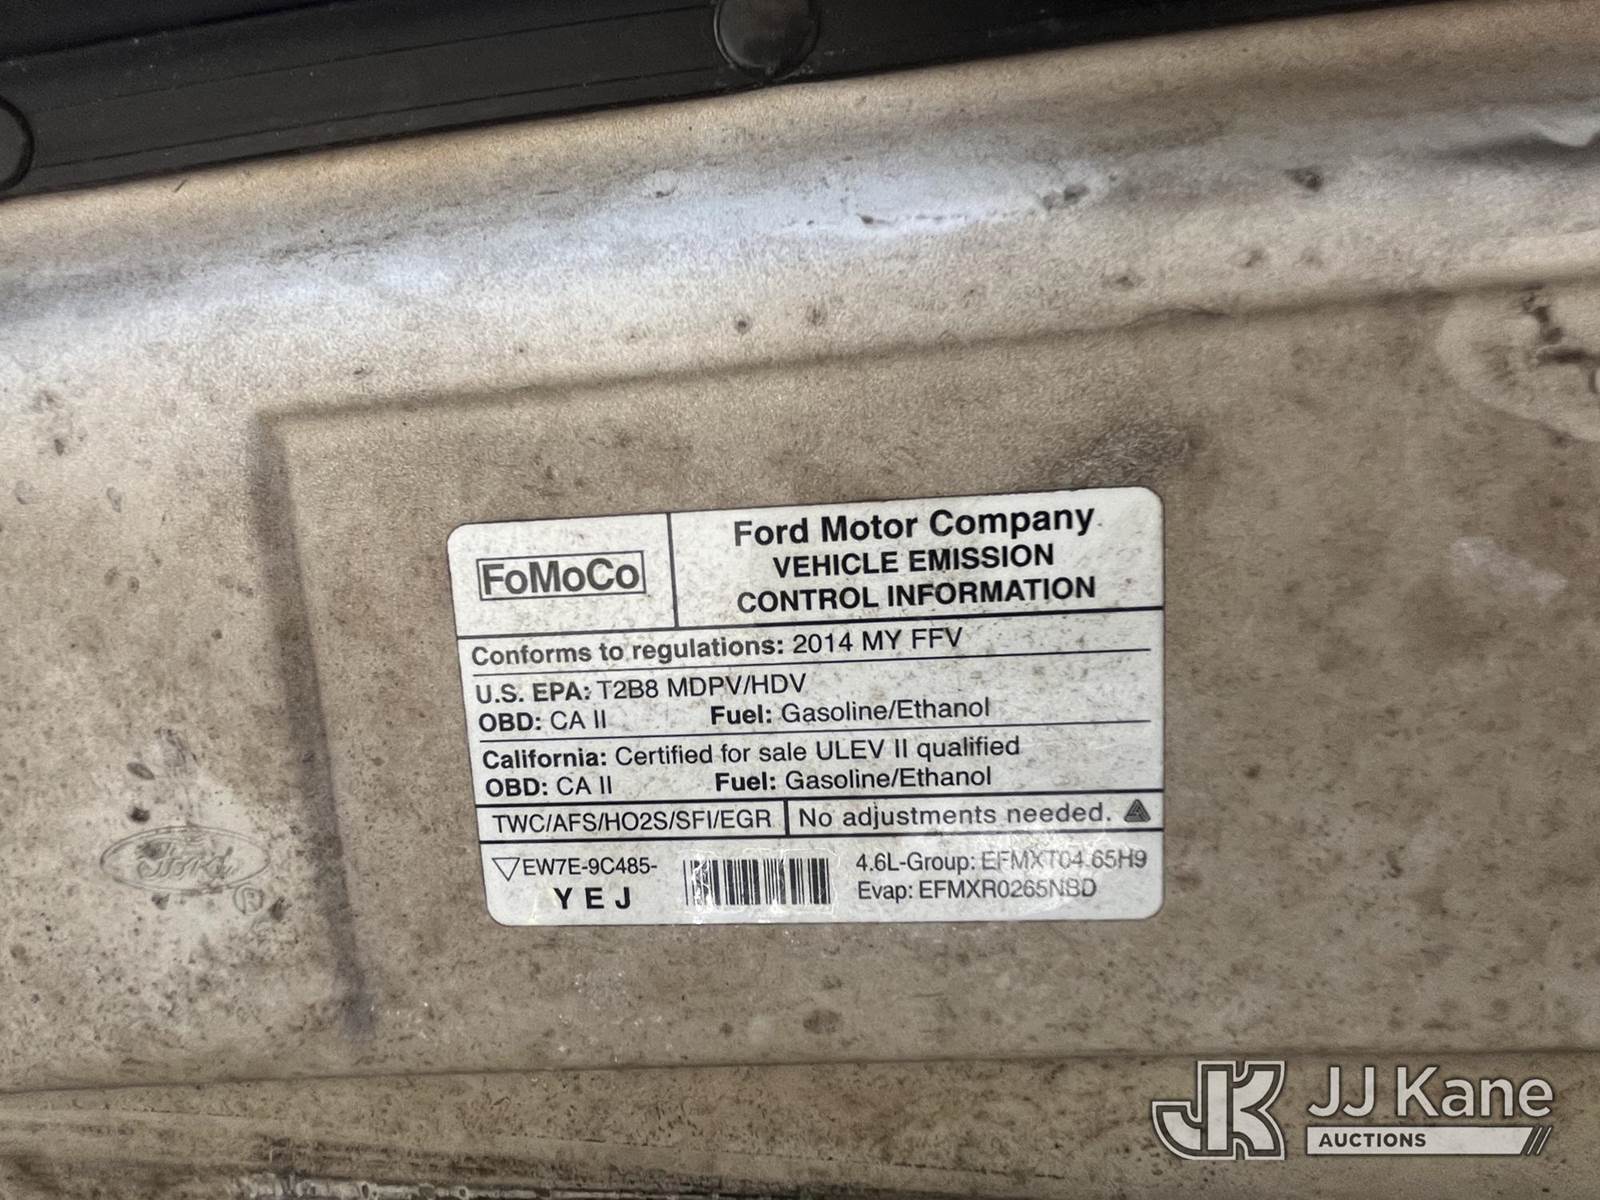 FoMoCo
Ford Motor Company
VEHICLE EMISSION
CONTROL INFORMATION
Conforms to regulations: 2014 MY FFV
U.S. EPA: T2B8 MDPV/HDV
OBD: CA II Fuel: Gasoline/Ethanol
California: Certified for sale ULEV II qualified
OBD: CA II Fuel: Gasoline/Ethanol
TWC/AFS/HO2S/SFI/EGR No adjustments needed.
EW7E-9C485-
Y E J
4.6L-Group: EFMXT04.65H9
Evap: EFMXR0265NBD
Ford ®
JK JJ Kane
AUCTIONS